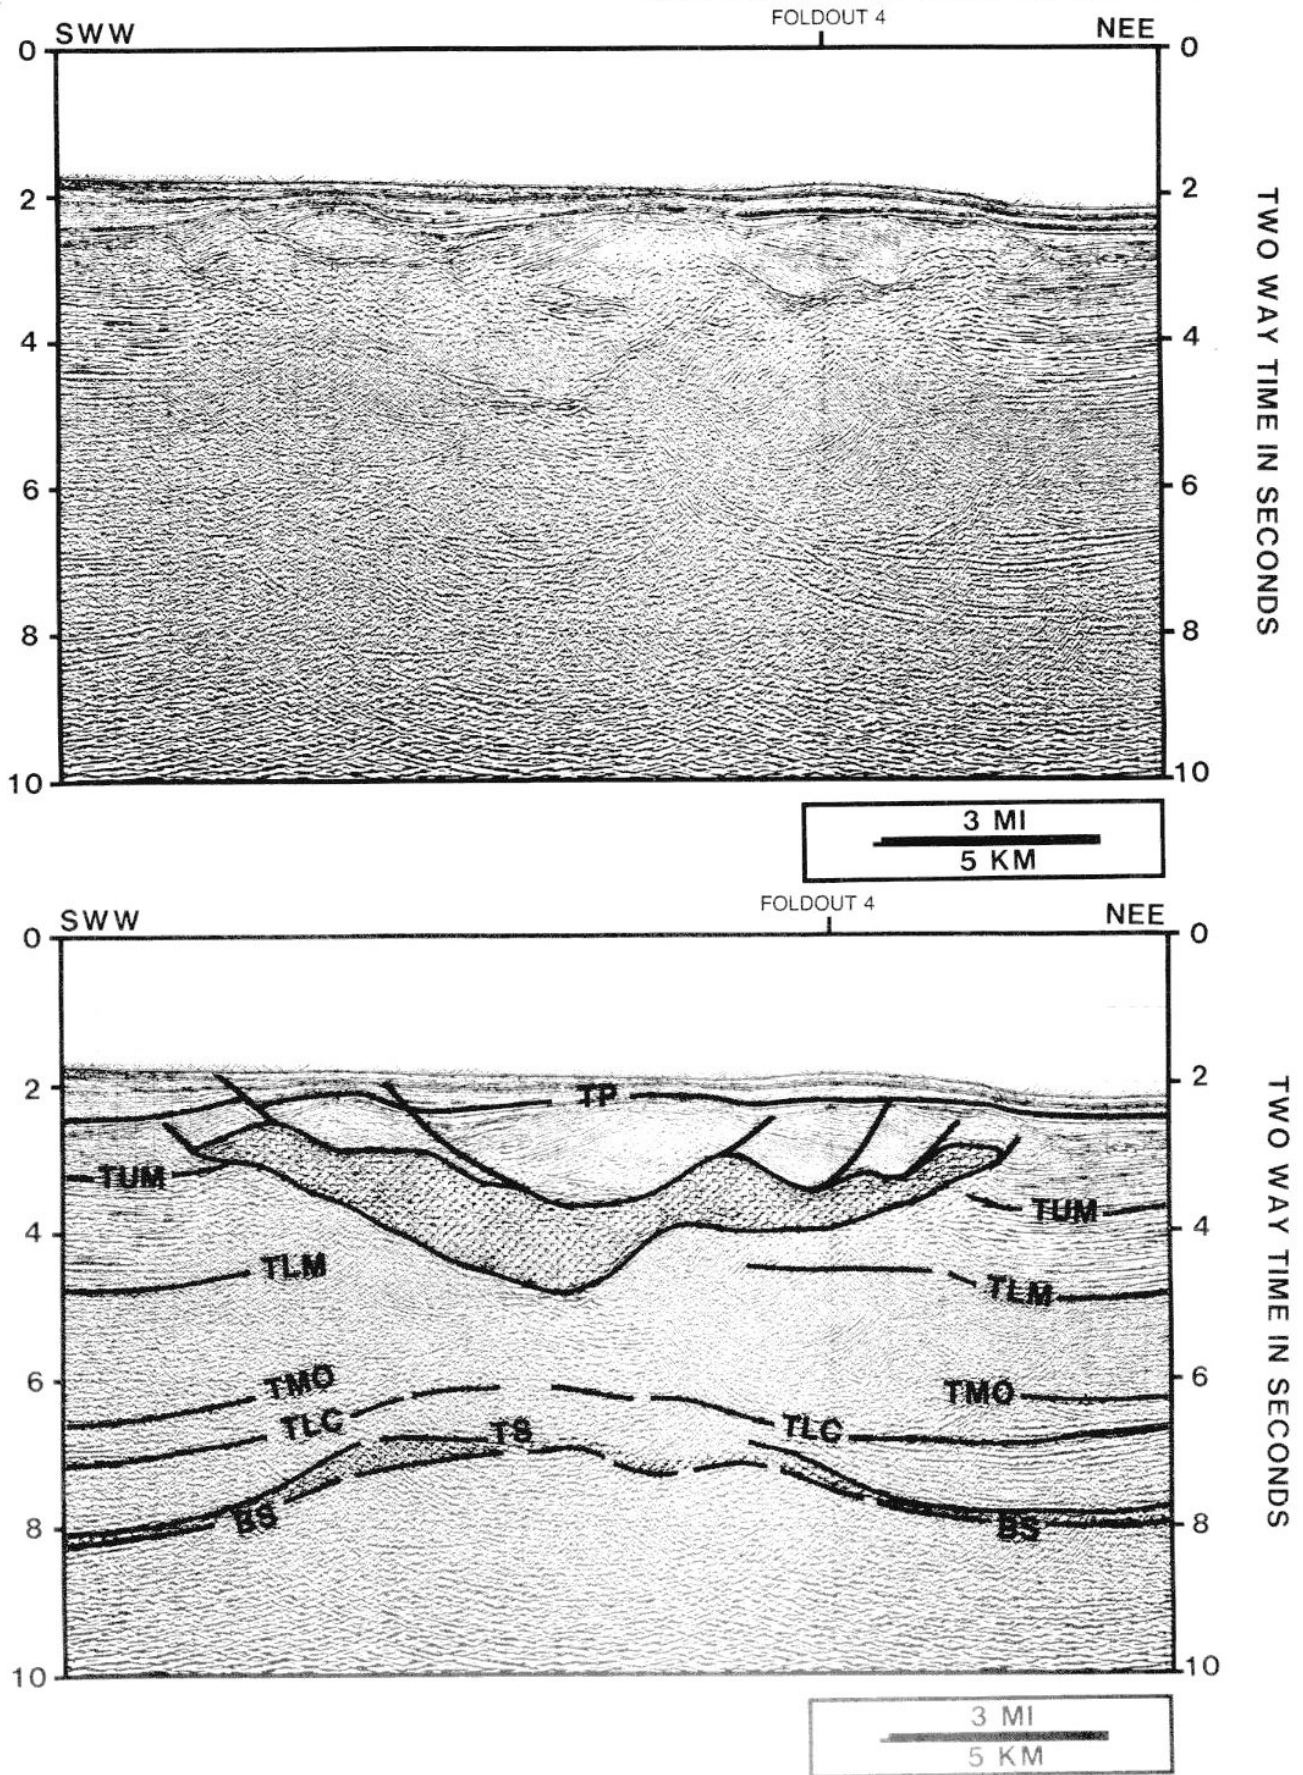 FOLDOUT 4
SWW NEE
0 0
2 2
4 4
6 6
8 8
10 10
TWO WAY TIME IN SECONDS
3 MI
5 KM
FOLDOUT 4
SWW NEE
0 0
2 2
TP
TUM
TUM
4 4
TLM
TLM
6 6
TMO
TMO
TLC
TS
TLC
BS
BS
8 8
10 10
TWO WAY TIME IN SECONDS
3 MI
5 KM